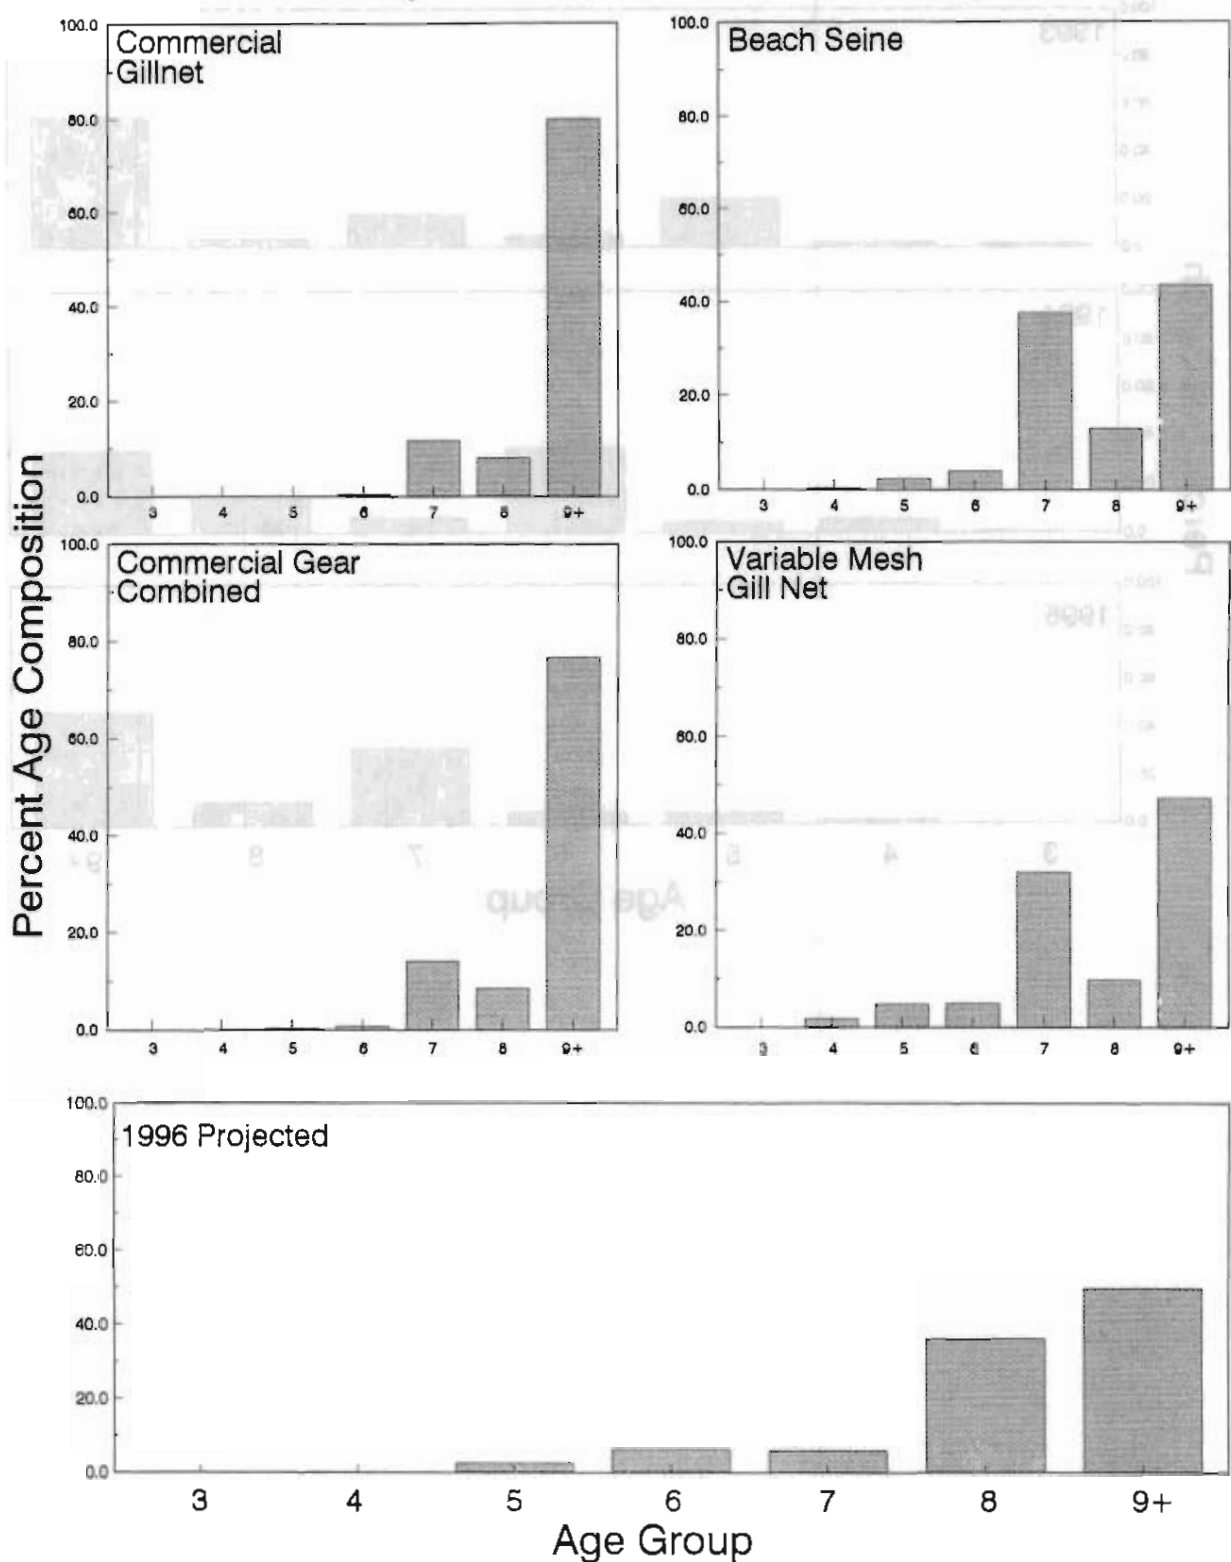 Percent Age Composition
Commercial
Gillnet
100.0
80.0
60.0
40.0
20.0
0.0
3 4 5 6 7 8 9+
Beach Seine
100.0
80.0
60.0
40.0
20.0
0.0
3 4 5 6 7 8 9+
Commercial Gear
Combined
100.0
80.0
60.0
40.0
20.0
0.0
3 4 5 6 7 8 9+
Variable Mesh
Gill Net
100.0
80.0
60.0
40.0
20.0
0.0
3 4 5 6 7 8 9+
1996 Projected
100.0
80.0
60.0
40.0
20.0
0.0
3 4 5 6 7 8 9+
Age Group